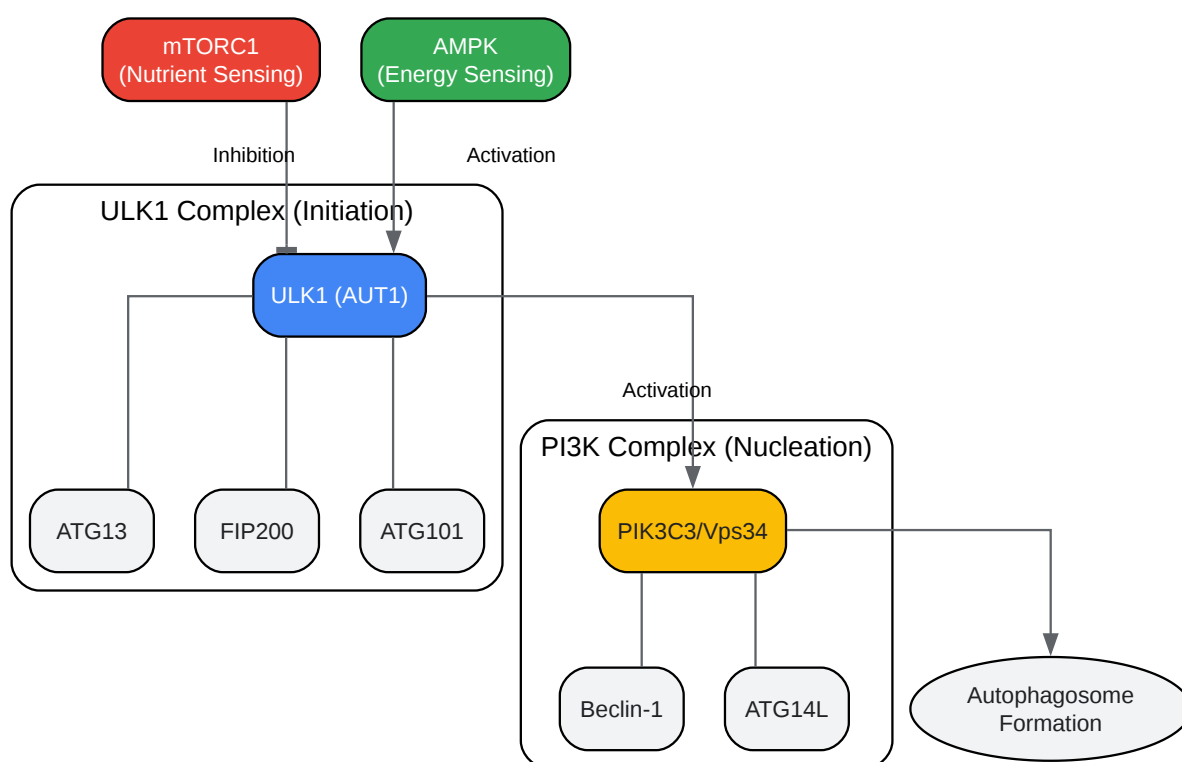 mTORC1
(Nutrient Sensing)
AMPK
(Energy Sensing)
Inhibition
Activation
ULK1 Complex (Initiation)
ULK1 (AUT1)
Activation
PI3K Complex (Nucleation)
ATG13
FIP200
ATG101
PIK3C3/Vps34
Beclin-1
ATG14L
Autophagosome
Formation